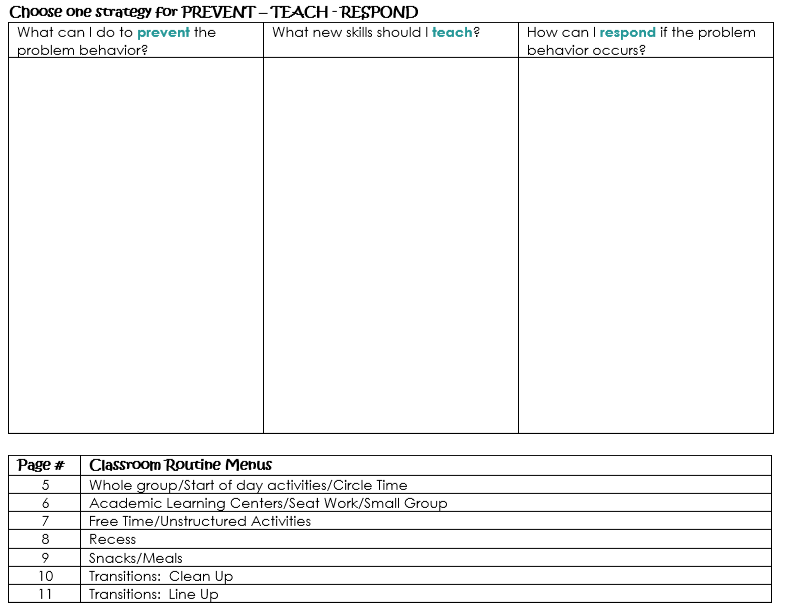 Choose one strategy for PREVENT – TEACH - RESPOND
What can I do to prevent the
problem behavior?
What new skills should I teach?
How can I respond if the problem
behavior occurs?
Page #
Classroom Routine Menus
5
Whole group/Start of day activities/Circle Time
6
Academic Learning Centers/Seat Work/Small Group
7
Free Time/Unstructured Activities
8
Recess
9
Snacks/Meals
10
Transitions:  Clean Up
11
Transitions:  Line Up